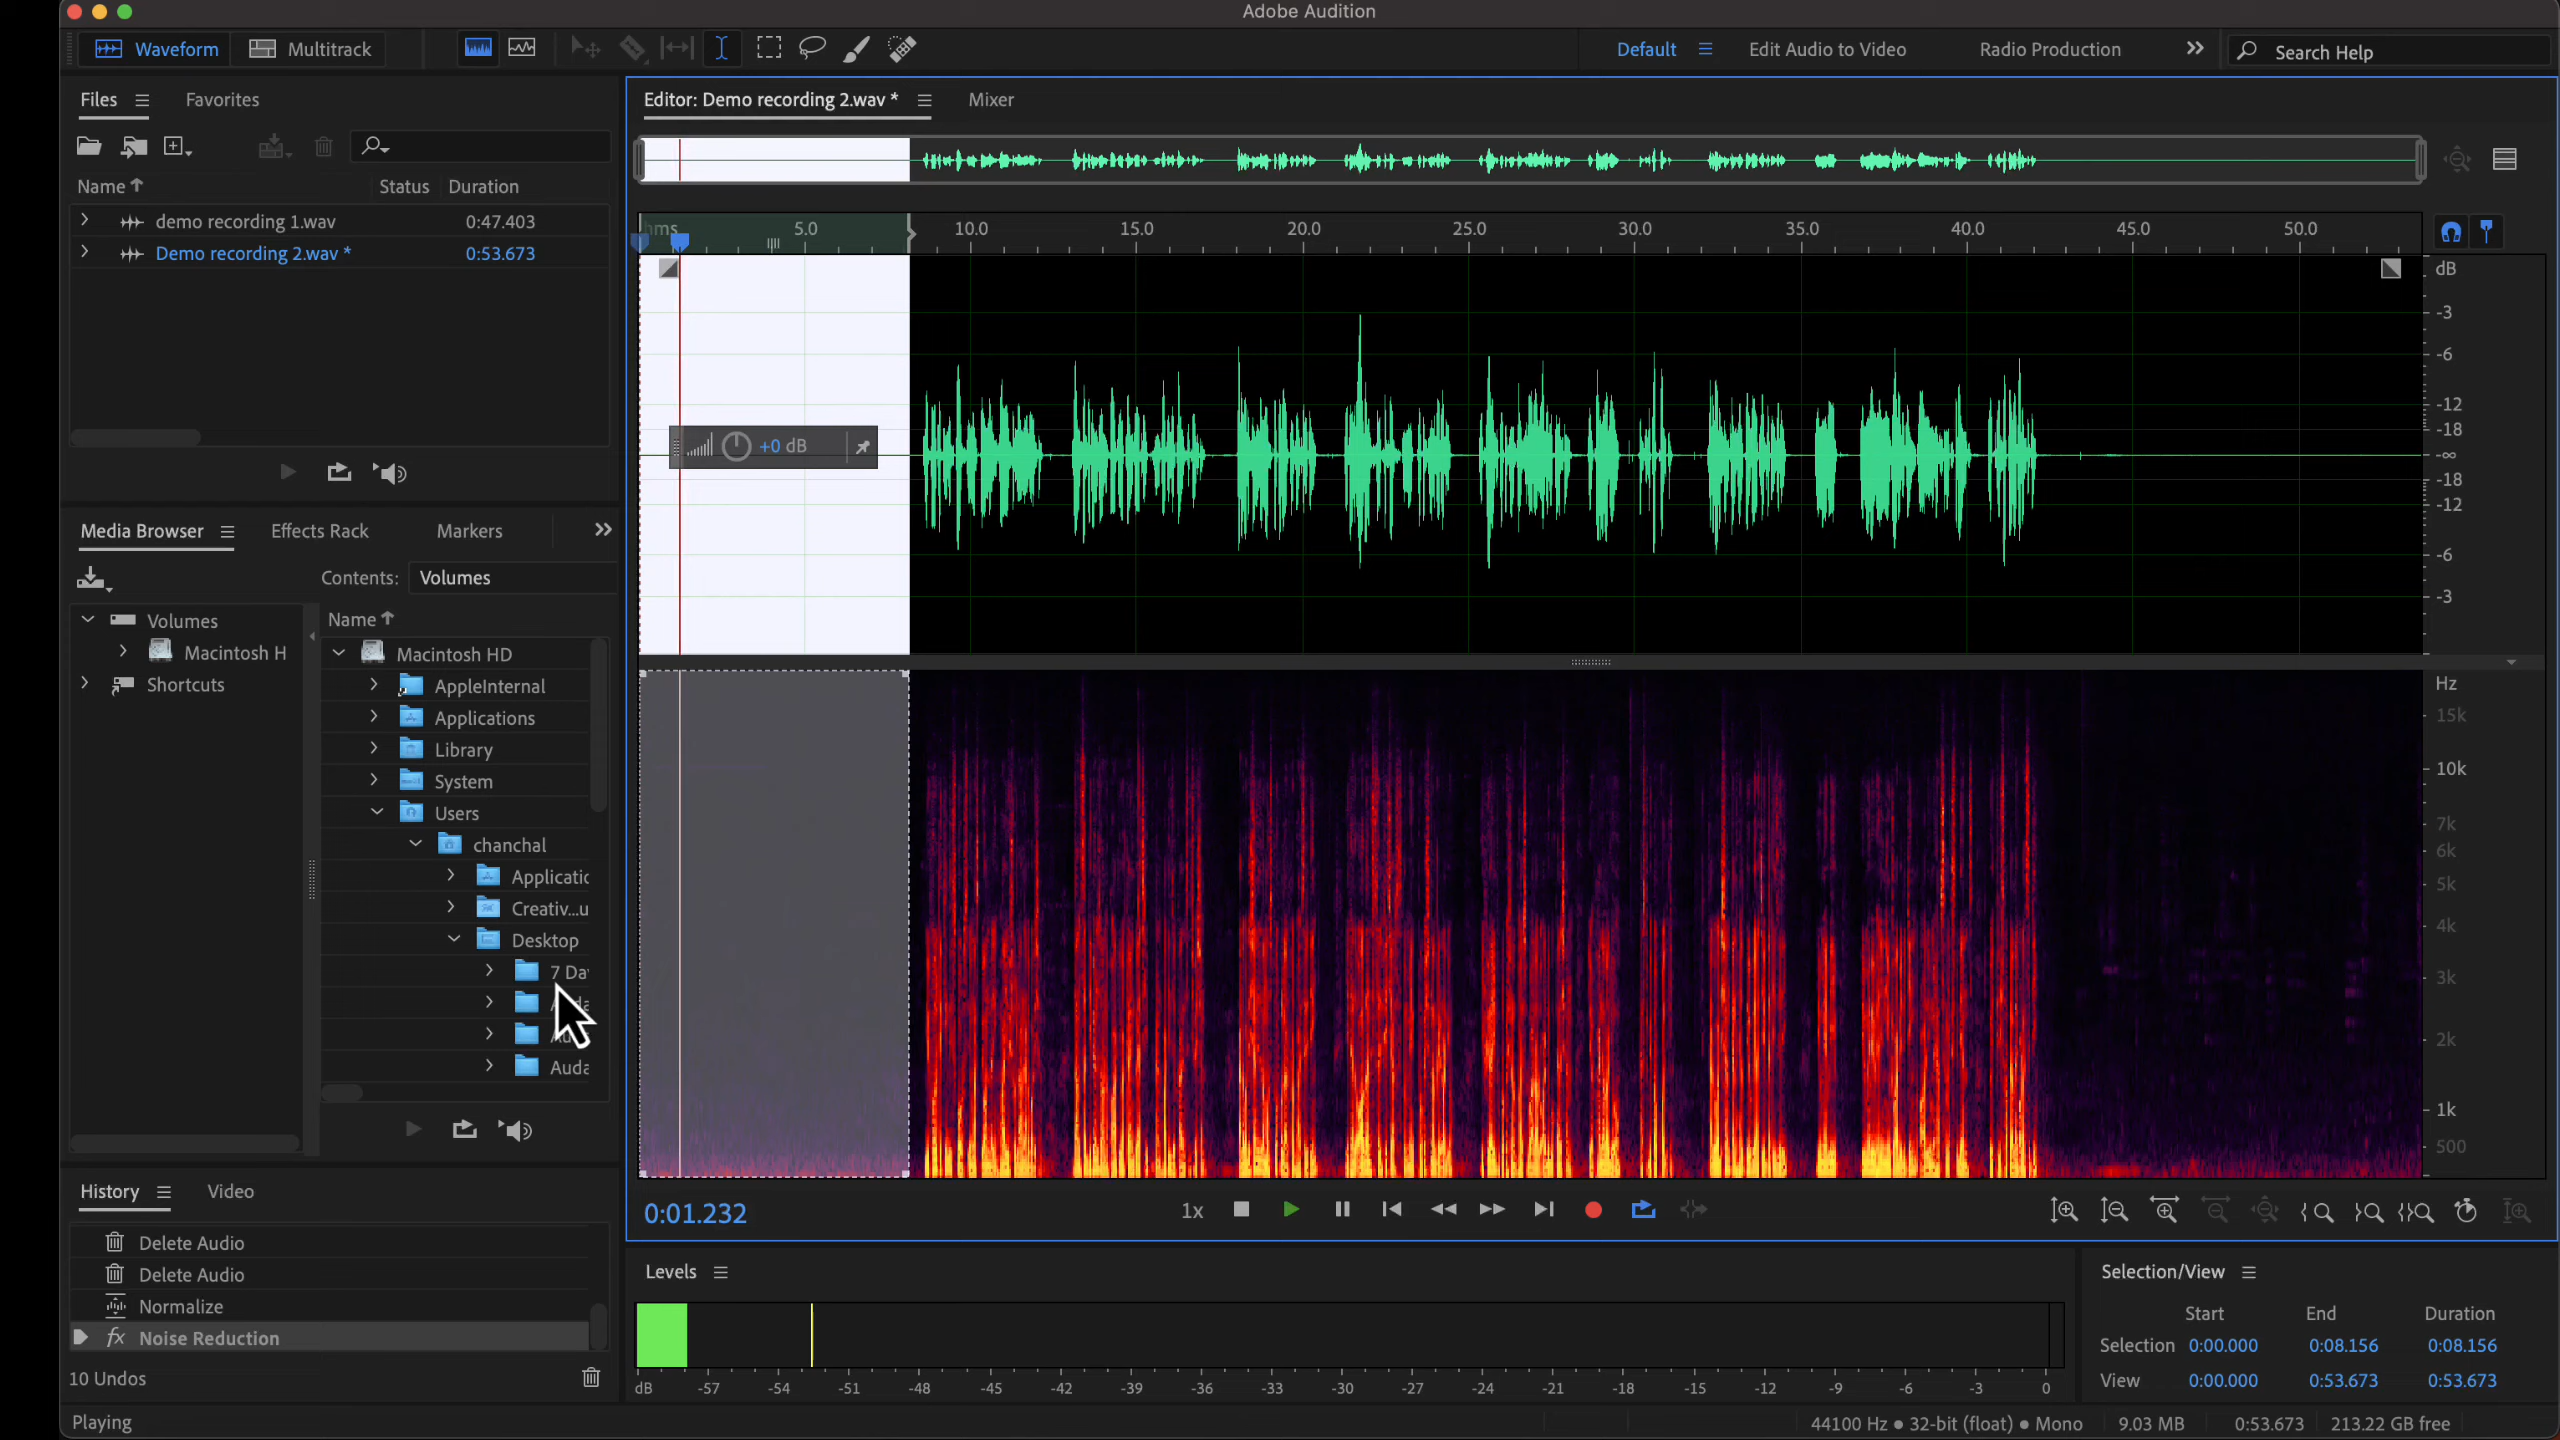 Adobe Audition
Waveform Multitrack Default Edit Audio to Video Radio Production Search Help
Files Favorites
Name Status Duration
demo recording 1.wav 0:47.403
Demo recording 2.wav * 0:53.673
Media Browser Effects Rack Markers
Contents: Volumes
Volumes
Macintosh H
Shortcuts
Name
Macintosh HD
AppleInternal
Applications
Library
System
Users
chanchal
Applicatic
Creativ...u
Desktop
7 Da
Auda
History Video
Delete Audio
Delete Audio
Normalize
fx Noise Reduction
10 Undos
Playing
Editor: Demo recording 2.wav * Mixer
hms 5.0 10.0 15.0 20.0 25.0 30.0 35.0 40.0 45.0 50.0
+0 dB
dB
-3
-6
-12
-18
-∞
-18
-12
-6
-3
Hz
15k
10k
7k
6k
5k
4k
3k
2k
1k
500
0:01.232 1x
Levels
dB -57 -54 -51 -48 -45 -42 -39 -36 -33 -30 -27 -24 -21 -18 -15 -12 -9 -6 -3 0
Selection/View
Start End Duration
Selection 0:00.000 0:08.156 0:08.156
View 0:00.000 0:53.673 0:53.673
44100 Hz ● 32-bit (float) ● Mono 9.03 MB 0:53.673 213.22 GB free